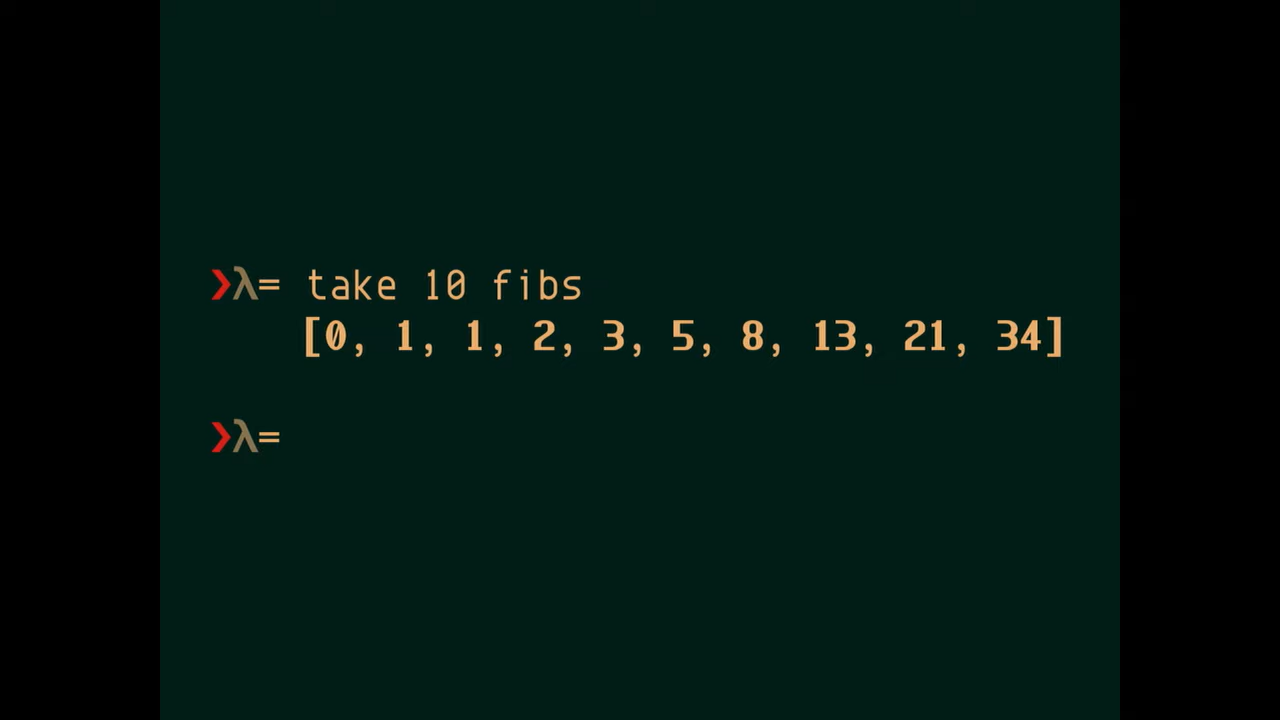 ❯λ= take 10 fibs
[0, 1, 1, 2, 3, 5, 8, 13, 21, 34]
❯λ=